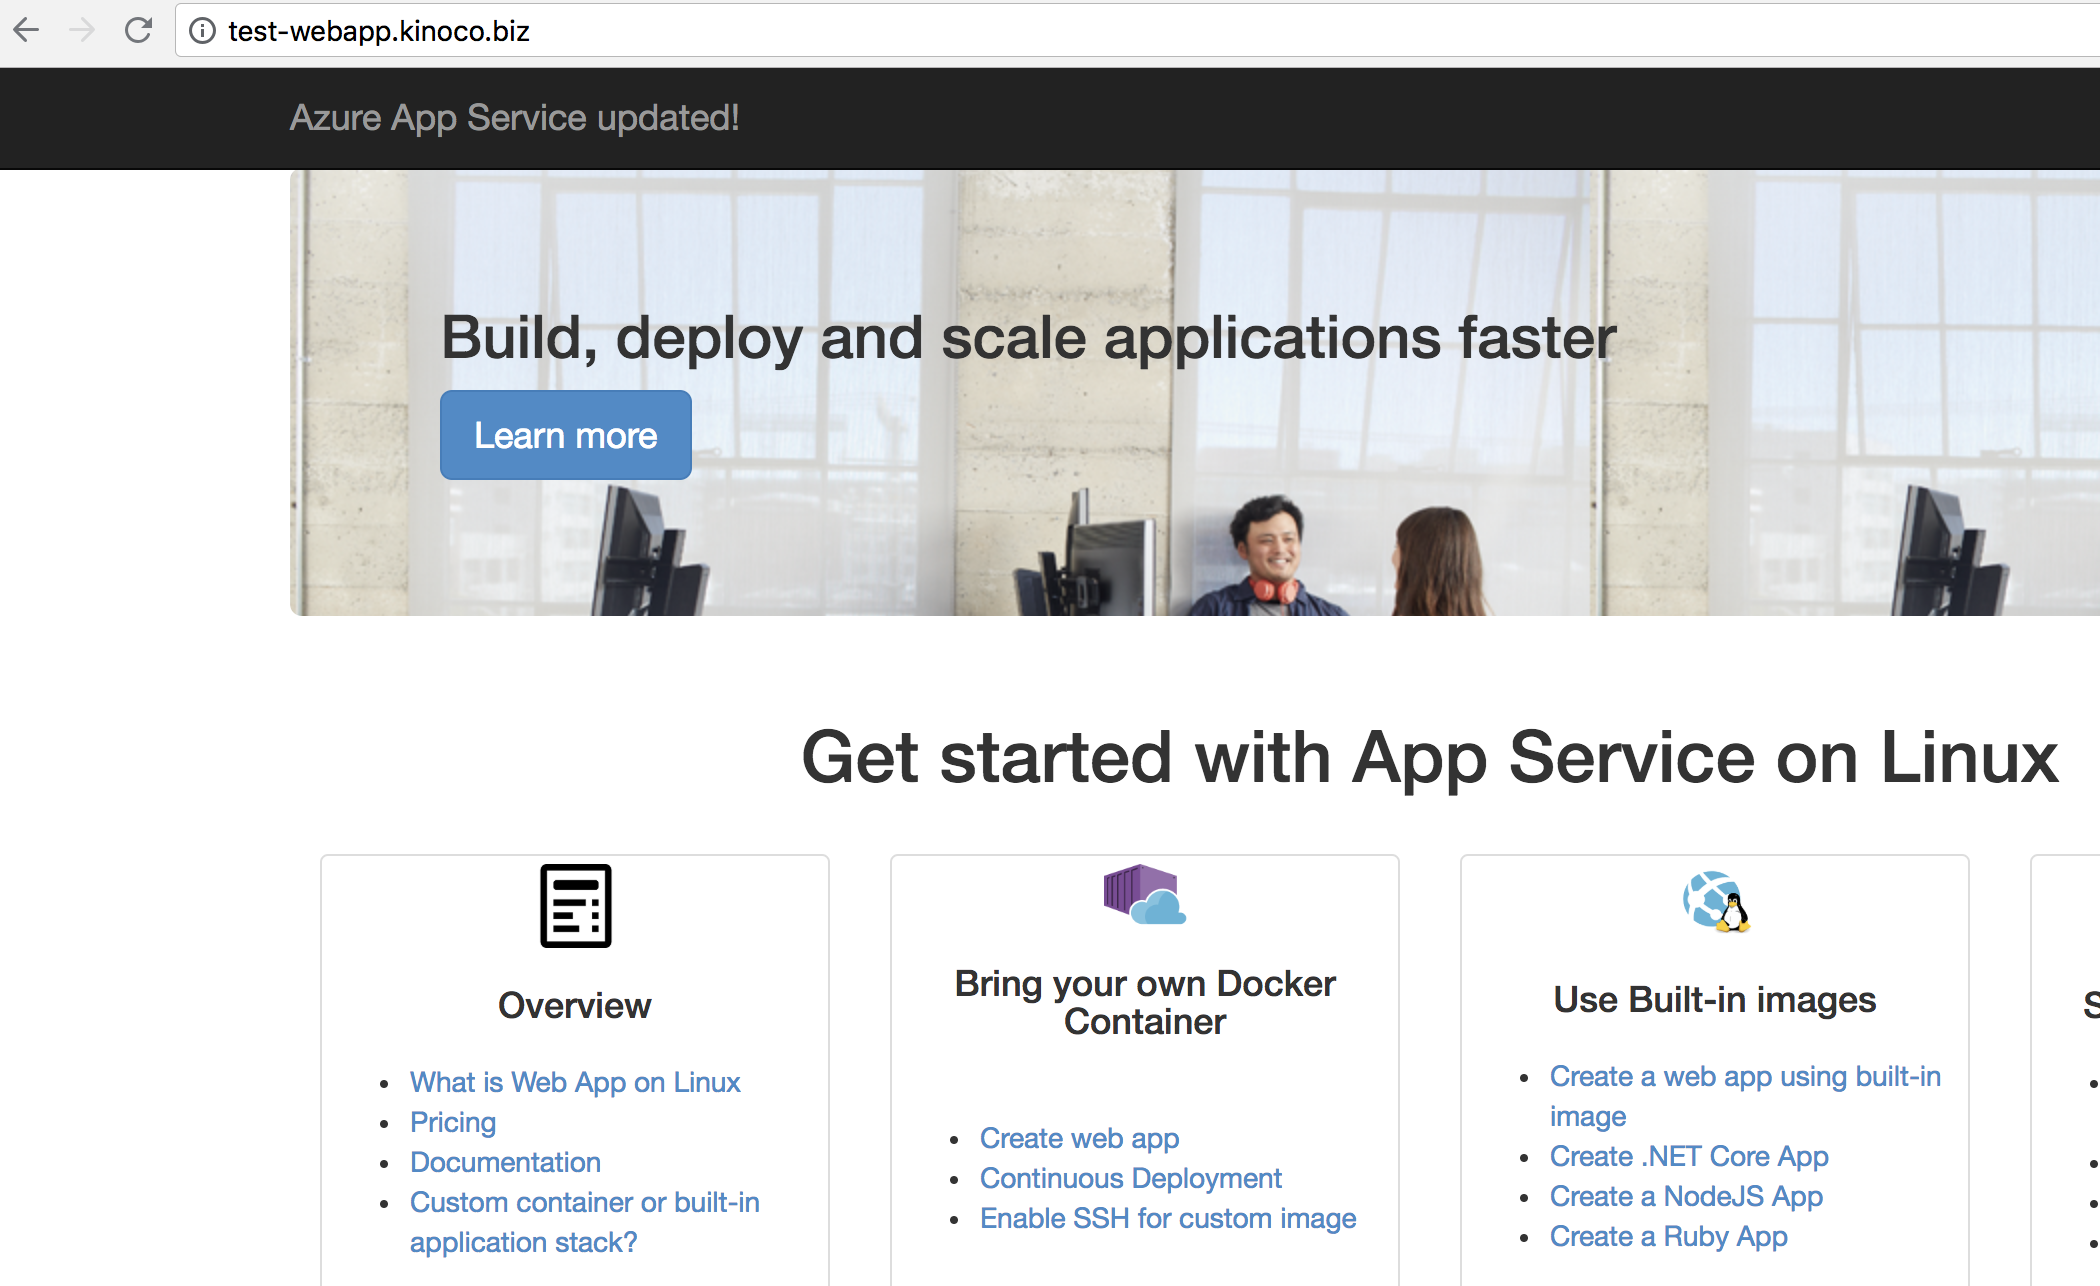 test-webapp.kinoco.biz
Azure App Service updated!
Build, deploy and scale applications faster
Learn more
Get started with App Service on Linux
Overview
What is Web App on Linux
Pricing
Documentation
Custom container or built-in
application stack?
Bring your own Docker
Container
Create web app
Continuous Deployment
Enable SSH for custom image
Use Built-in images
Create a web app using built-in
image
Create .NET Core App
Create a NodeJS App
Create a Ruby App